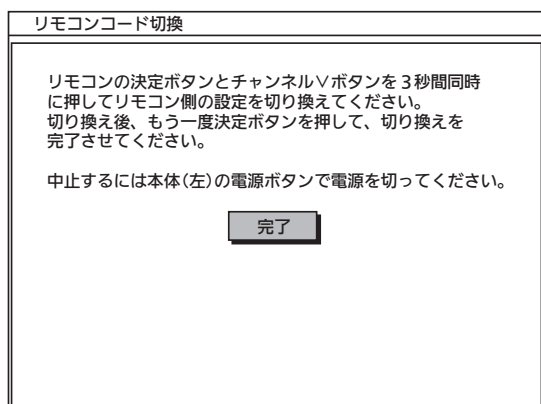 リモコンコード切換
リモコンの決定ボタンとチャンネル∨ボタンを3秒間同時
に押してリモコン側の設定を切り換えてください。
切り換え後、もう一度決定ボタンを押して、切り換えを
完了させてください。
中止するには本体(左)の電源ボタンで電源を切ってください。
完了